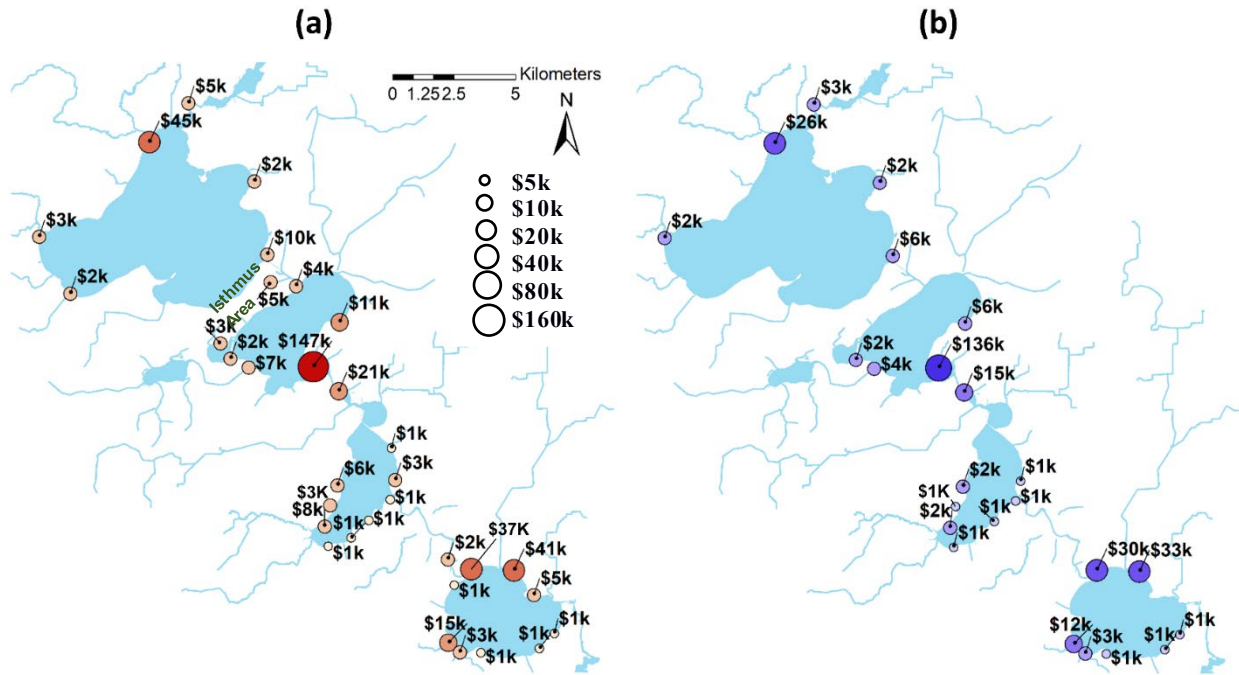 (a)
(b)
Kilometers
0 1.25 2.5 5
N
$5k
$10k
$20k
$40k
$80k
$160k
$5k
$45k
$2k
$3k
$10k
$2k
Isthmus
Area
$5k
$4k
$11k
$3k
$2k
$147k
$7k
$21k
$1k
$6k
$3k
$3K
$1k
$8k
$1k
$1k
$1k
$2k
$37K
$41k
$1k
$5k
$15k
$3k
$1k
$1k
$1k
$3k
$26k
$2k
$2k
$6k
$6k
$2k
$136k
$4k
$15k
$2k
$1k
$1K
$1k
$2k
$1k
$1k
$30k
$33k
$12k
$3k
$1k
$1k
$1k